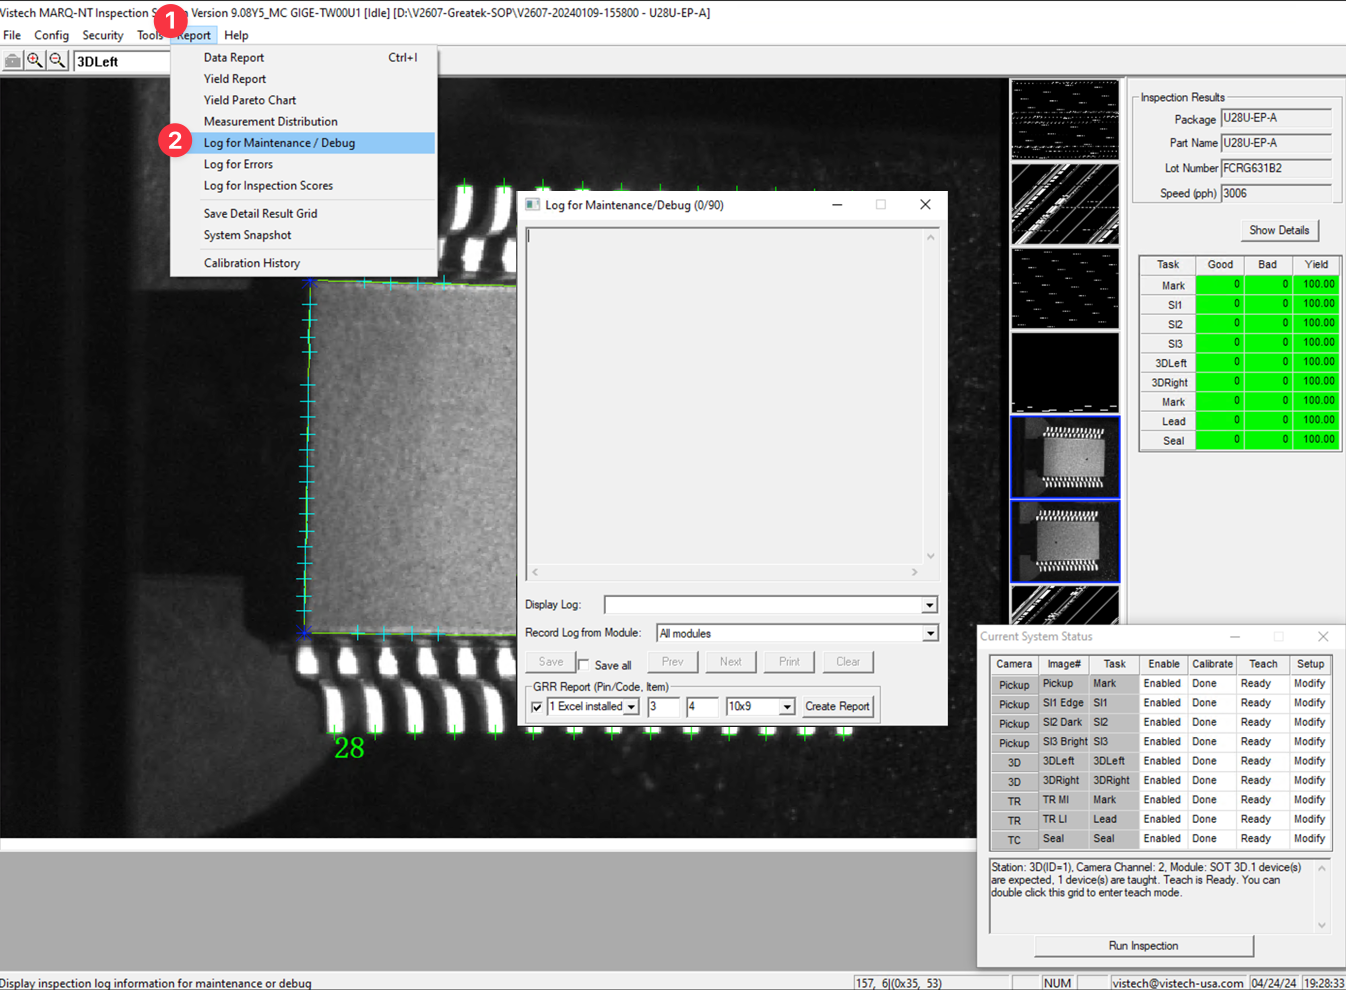 Vistech MARQ-NT Inspection S Version 9.08Y5_MC GIGE-TW00U1 [Idle] [D:\V2607-Greatek-SOP\V2607-20240109-155800 - U28U-EP-A]
1
File Config Security Tools Report Help
3DLeft
Data Report Ctrl+I
Yield Report
Yield Pareto Chart
Measurement Distribution
2 Log for Maintenance / Debug
Log for Errors
Log for Inspection Scores
Save Detail Result Grid
System Snapshot
Calibration History
28
Log for Maintenance/Debug (0/90)
Display Log:
Record Log from Module: All modules
Save Save all Prev Next Print Clear
GRR Report (Pin/Code, Item)
1 Excel installed 3 4 10x9 Create Report
Inspection Results
Package U28U-EP-A
Part Name U28U-EP-A
Lot Number FCRG631B2
Speed (pph) 3006
Show Details
Task Good Bad Yield
Mark 0 0 100.00
SI1 0 0 100.00
SI2 0 0 100.00
SI3 0 0 100.00
3DLeft 0 0 100.00
3DRight 0 0 100.00
Mark 0 0 100.00
Lead 0 0 100.00
Seal 0 0 100.00
Current System Status
Camera Image# Task Enable Calibrate Teach Setup
Pickup Pickup Mark Enabled Done Ready Modify
Pickup SI1 Edge SI1 Enabled Done Ready Modify
Pickup SI2 Dark SI2 Enabled Done Ready Modify
Pickup SI3 Bright SI3 Enabled Done Ready Modify
3D 3DLeft 3DLeft Enabled Done Ready Modify
3D 3DRight 3DRight Enabled Done Ready Modify
TR TR MI Mark Enabled Done Ready Modify
TR TR LI Lead Enabled Done Ready Modify
TC Seal Seal Enabled Done Ready Modify
Station: 3D(ID=1), Camera Channel: 2, Module: SOT 3D.1 device(s)
are expected, 1 device(s) are taught. Teach is Ready. You can
double click this grid to enter teach mode.
Run Inspection
Display inspection log information for maintenance or debug 157, 6|(0x35, 53) NUM vistech@vistech-usa.com 04/24/24 19:28:33